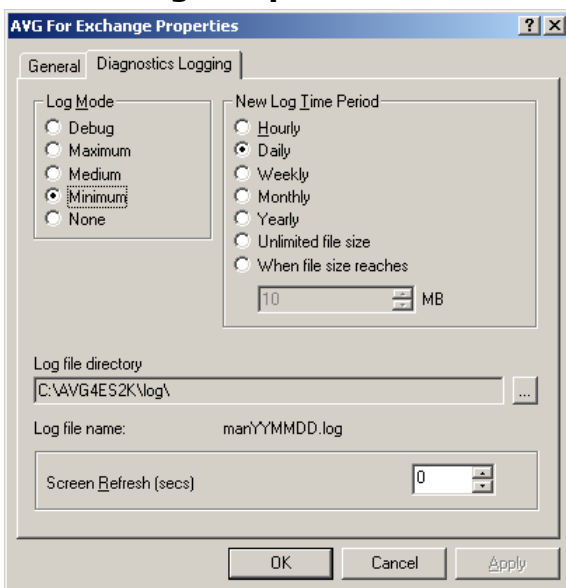 AVG For Exchange Properties
General
Diagnostics Logging
Log Mode
Debug
Maximum
Medium
Minimum
None
New Log Time Period
Hourly
Daily
Weekly
Monthly
Yearly
Unlimited file size
When file size reaches
10 MB
Log file directory
C:\AVG4ES2K\log\
...
Log file name: manYYMMDD.log
Screen Refresh (secs) 0
OK Cancel Apply